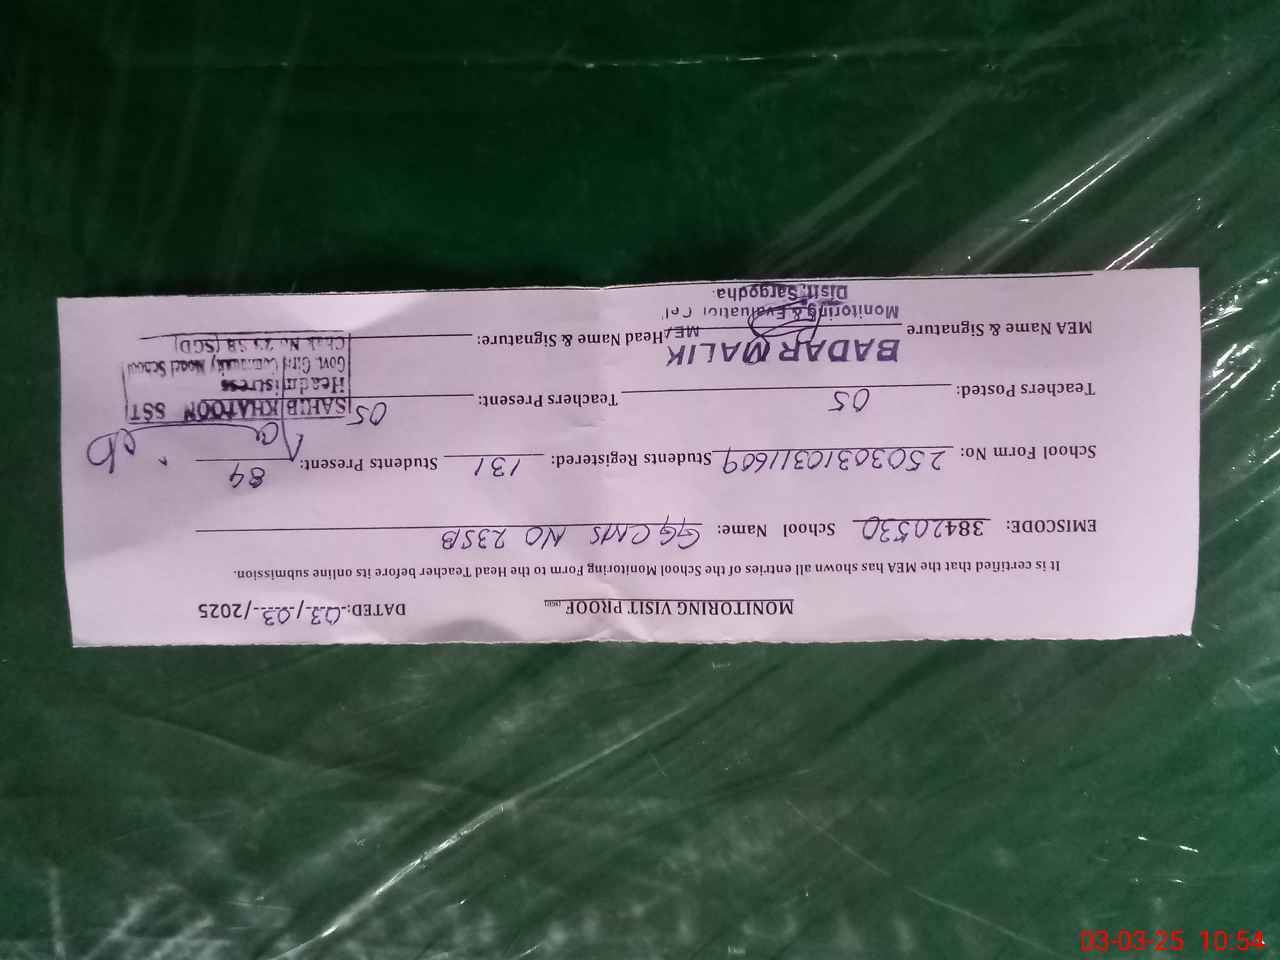 MONITORING VISIT PROOF DATED: 03/03/2025
It is certified that the MEA has shown all entries of the School Monitoring Form to the Head Teacher before its online submission.
EMISCODE: 38420530 School Name: GGCMS NO 23SB
School Form No: 25030310311609 Students Registered: 131 Students Present: 84
Teachers Posted: 05 Teachers Present: 05
SAHIB KHATOON SST
Headmistress
Govt. Girls Community Model School
Chak No. 23 SB (SGD)
BADAR MALIK
MEA Name & Signature MEA Head Name & Signature:
Monitoring & Evaluation Cell
Distt: Sargodha
03-03-25 10:54